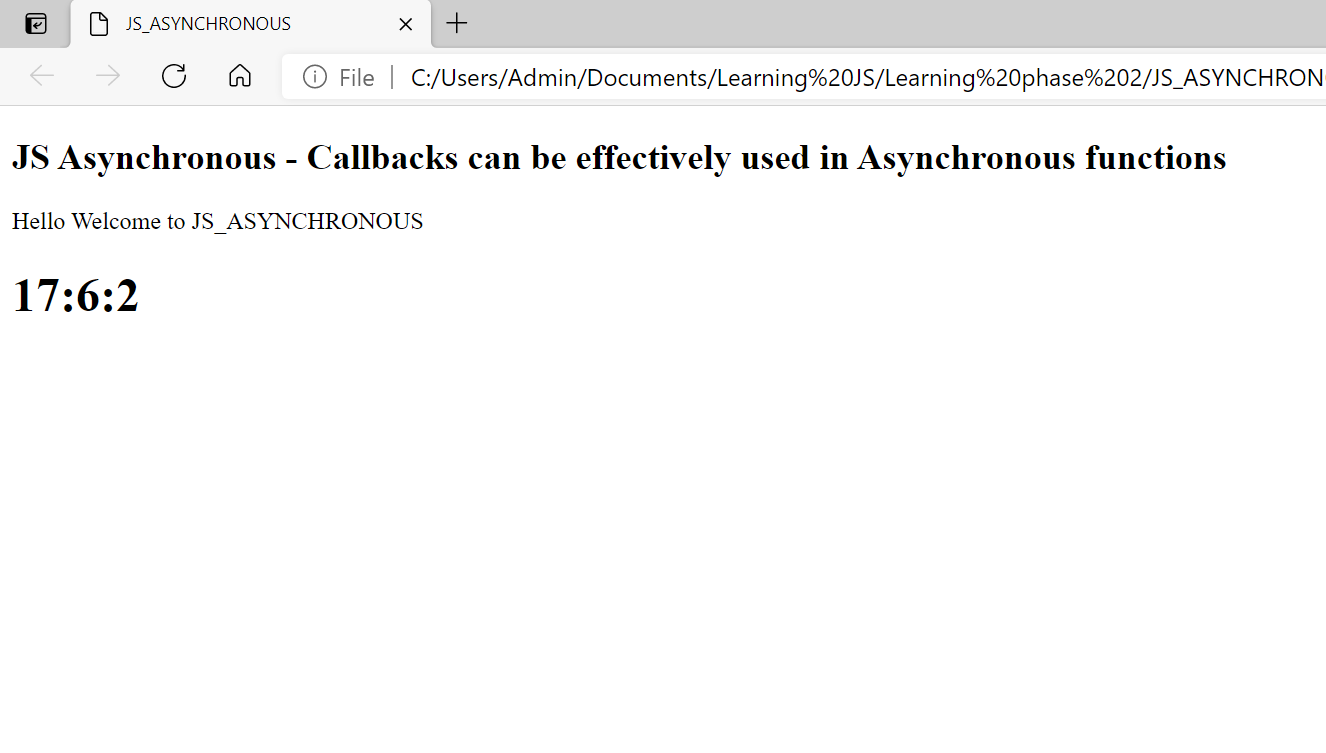 JS_ASYNCHRONOUS
File C:/Users/Admin/Documents/Learning%20JS/Learning%20phase%202/JS_ASYNCHRON
JS Asynchronous - Callbacks can be effectively used in Asynchronous functions
Hello Welcome to JS_ASYNCHRONOUS
17:6:2